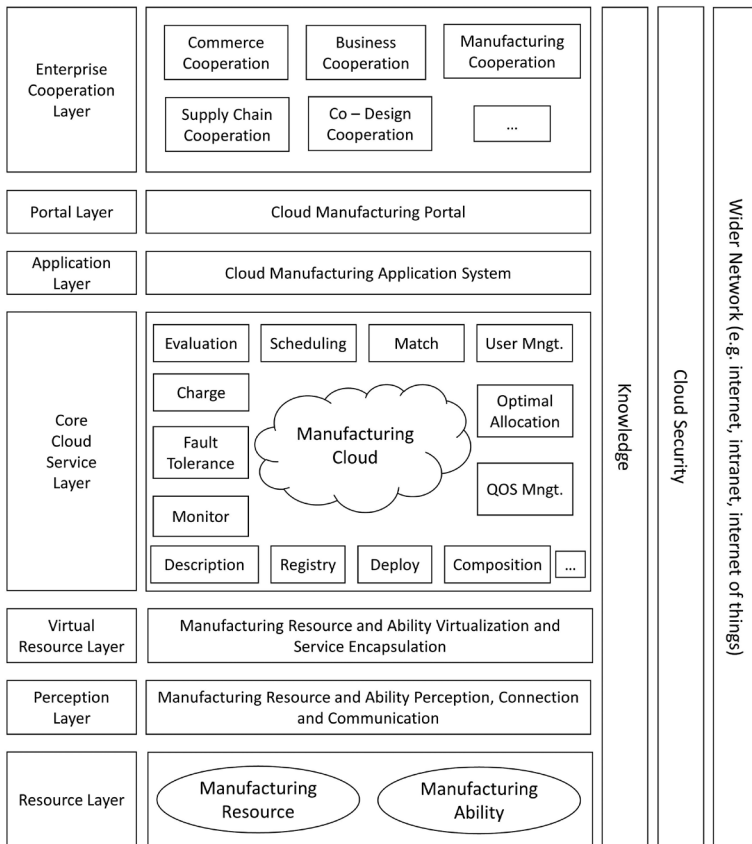 Enterprise
Cooperation
Layer
Commerce
Cooperation
Business
Cooperation
Manufacturing
Cooperation
Supply Chain
Cooperation
Co – Design
Cooperation
...
Portal Layer
Cloud Manufacturing Portal
Application
Layer
Cloud Manufacturing Application System
Core
Cloud
Service
Layer
Evaluation
Scheduling
Match
User Mngt.
Charge
Fault
Tolerance
Monitor
Manufacturing
Cloud
Optimal
Allocation
QOS Mngt.
Description
Registry
Deploy
Composition
...
Virtual
Resource Layer
Manufacturing Resource and Ability Virtualization and
Service Encapsulation
Perception
Layer
Manufacturing Resource and Ability Perception, Connection
and Communication
Resource Layer
Manufacturing
Resource
Manufacturing
Ability
Knowledge
Cloud Security
Wider Network (e.g. internet, intranet, internet of things)